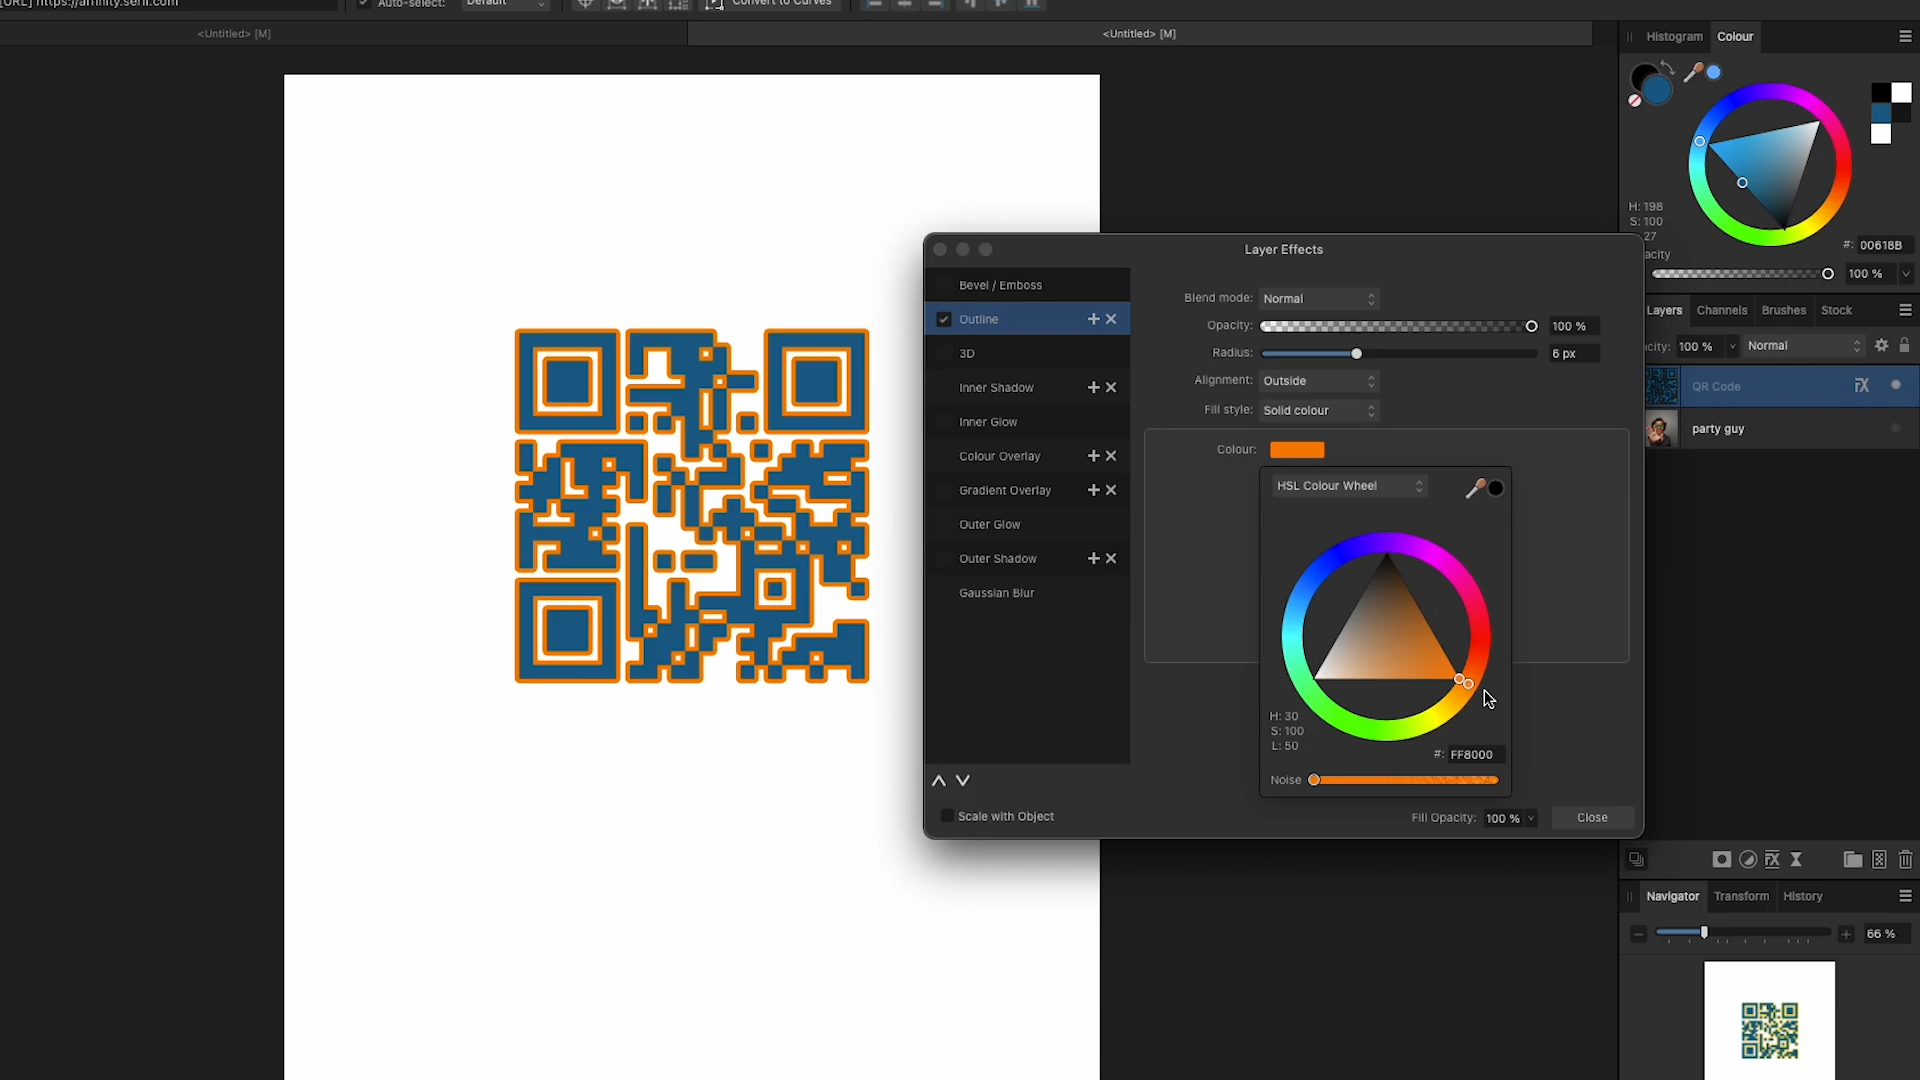 [URL] https://affinity.serif.com
Auto-select:
Default
Convert to Curves
<Untitled> [M]
<Untitled> [M]
Histogram
Colour
H: 198
S: 100
27
acity
#: 00618B
100 %
Layer Effects
Bevel / Emboss
Outline
3D
Inner Shadow
Inner Glow
Colour Overlay
Gradient Overlay
Outer Glow
Outer Shadow
Gaussian Blur
Scale with Object
Blend mode: Normal
Opacity: 100 %
Radius: 6 px
Alignment: Outside
Fill style: Solid colour
Colour:
HSL Colour Wheel
H: 30
S: 100
L: 50
#: FF8000
Noise
Fill Opacity: 100 %
Close
Layers
Channels
Brushes
Stock
city: 100 %
Normal
QR Code
FX
party guy
Navigator
Transform
History
66 %